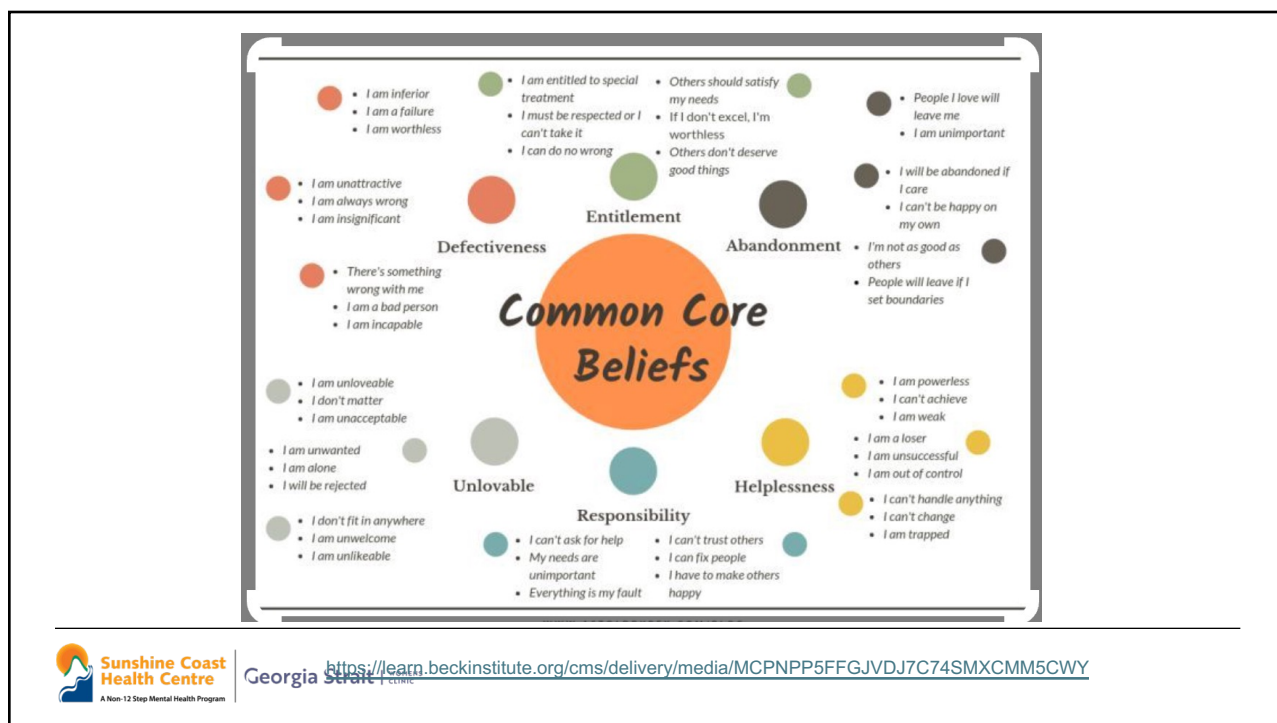 • I am inferior
• I am a failure
• I am worthless
• I am unattractive
• I am always wrong
• I am insignificant
• There's something
wrong with me
• I am a bad person
• I am incapable
Defectiveness
• I am entitled to special
treatment
• I must be respected or I
can't take it
• I can do no wrong
• Others should satisfy
my needs
• If I don't excel, I'm
worthless
• Others don't deserve
good things
Entitlement
• People I love will
leave me
• I am unimportant
• I will be abandoned if
I care
• I can't be happy on
my own
• I'm not as good as
others
• People will leave if I
set boundaries
Abandonment
Common Core
Beliefs
• I am unloveable
• I don't matter
• I am unacceptable
• I am unwanted
• I am alone
• I will be rejected
• I don't fit in anywhere
• I am unwelcome
• I am unlikeable
Unlovable
Responsibility
• I can't ask for help
• My needs are
unimportant
• Everything is my fault
• I can't trust others
• I can fix people
• I have to make others
happy
Helplessness
• I am powerless
• I can't achieve
• I am weak
• I am a loser
• I am unsuccessful
• I am out of control
• I can't handle anything
• I can't change
• I am trapped
Sunshine Coast
Health Centre
A Non-12 Step Mental Health Program
Georgia Strait
CLINIC
https://learn.beckinstitute.org/cms/delivery/media/MCPNPP5FFGJVDJ7C74SMXCMM5CWY